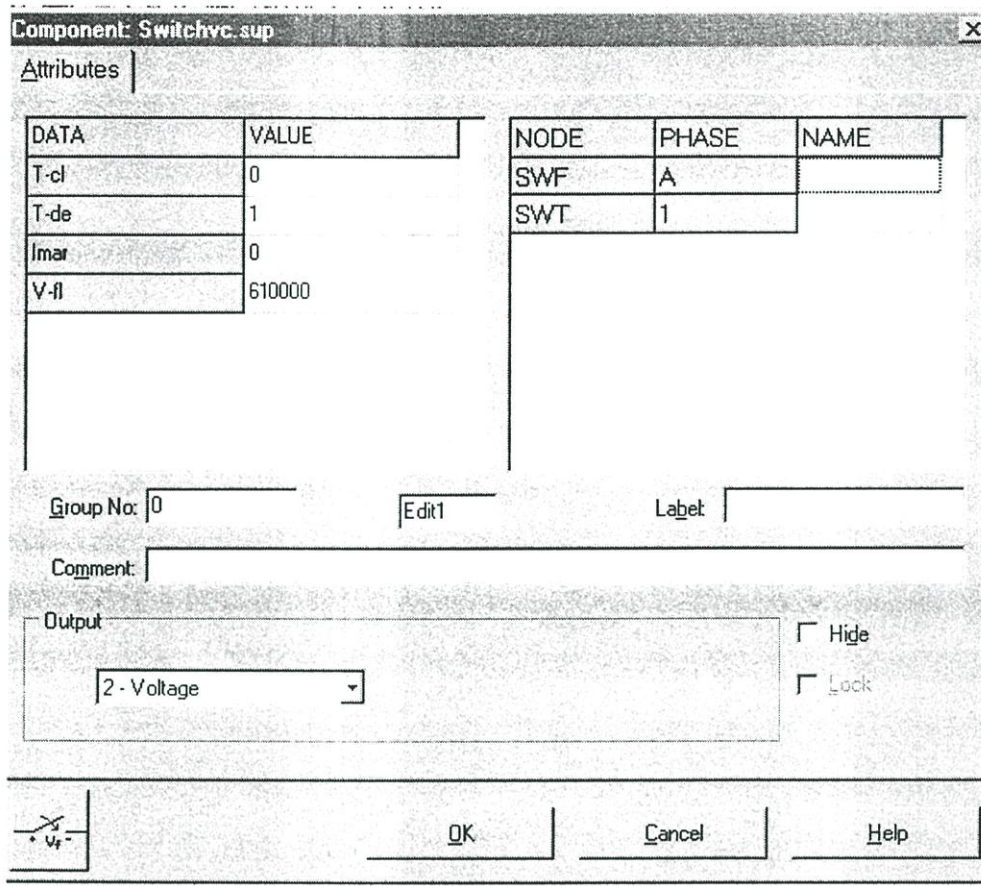 Component: Switchvc.sup
Attributes
DATA VALUE
T-cl 0
T-de 1
Imar 0
V-fl 610000
NODE PHASE NAME
SWF A
SWT 1
Group No: 0
Edit1
Label:
Comment:
Output
2 - Voltage
Hide
Lock
+ Vf -
OK Cancel Help